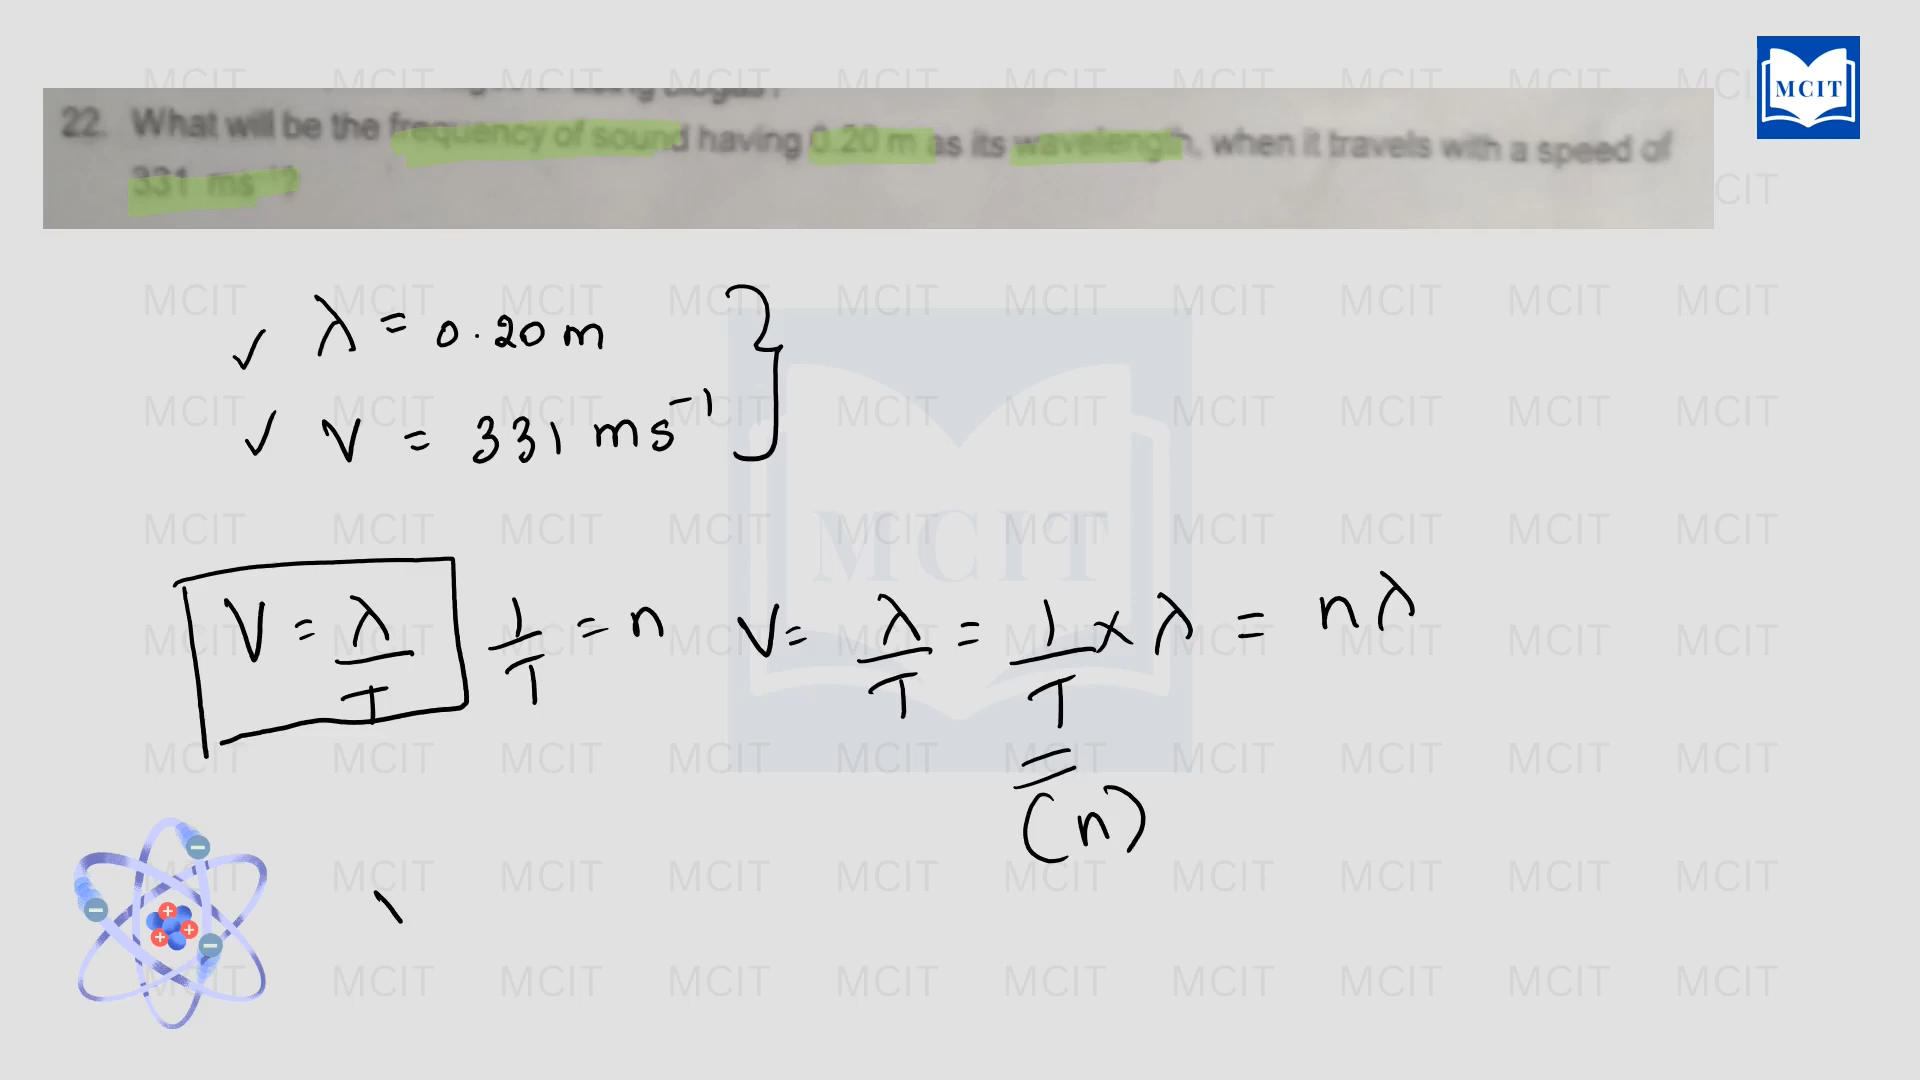 MCIT
22. What will be the frequency of sound having 0.20 m as its wavelength, when it travels with a speed of
331 ms⁻¹?
✓ λ = 0.20 m
✓ V = 331 ms⁻¹
V = λ/T 1/T = n V = λ/T = 1/T × λ = nλ
(n)
MCIT